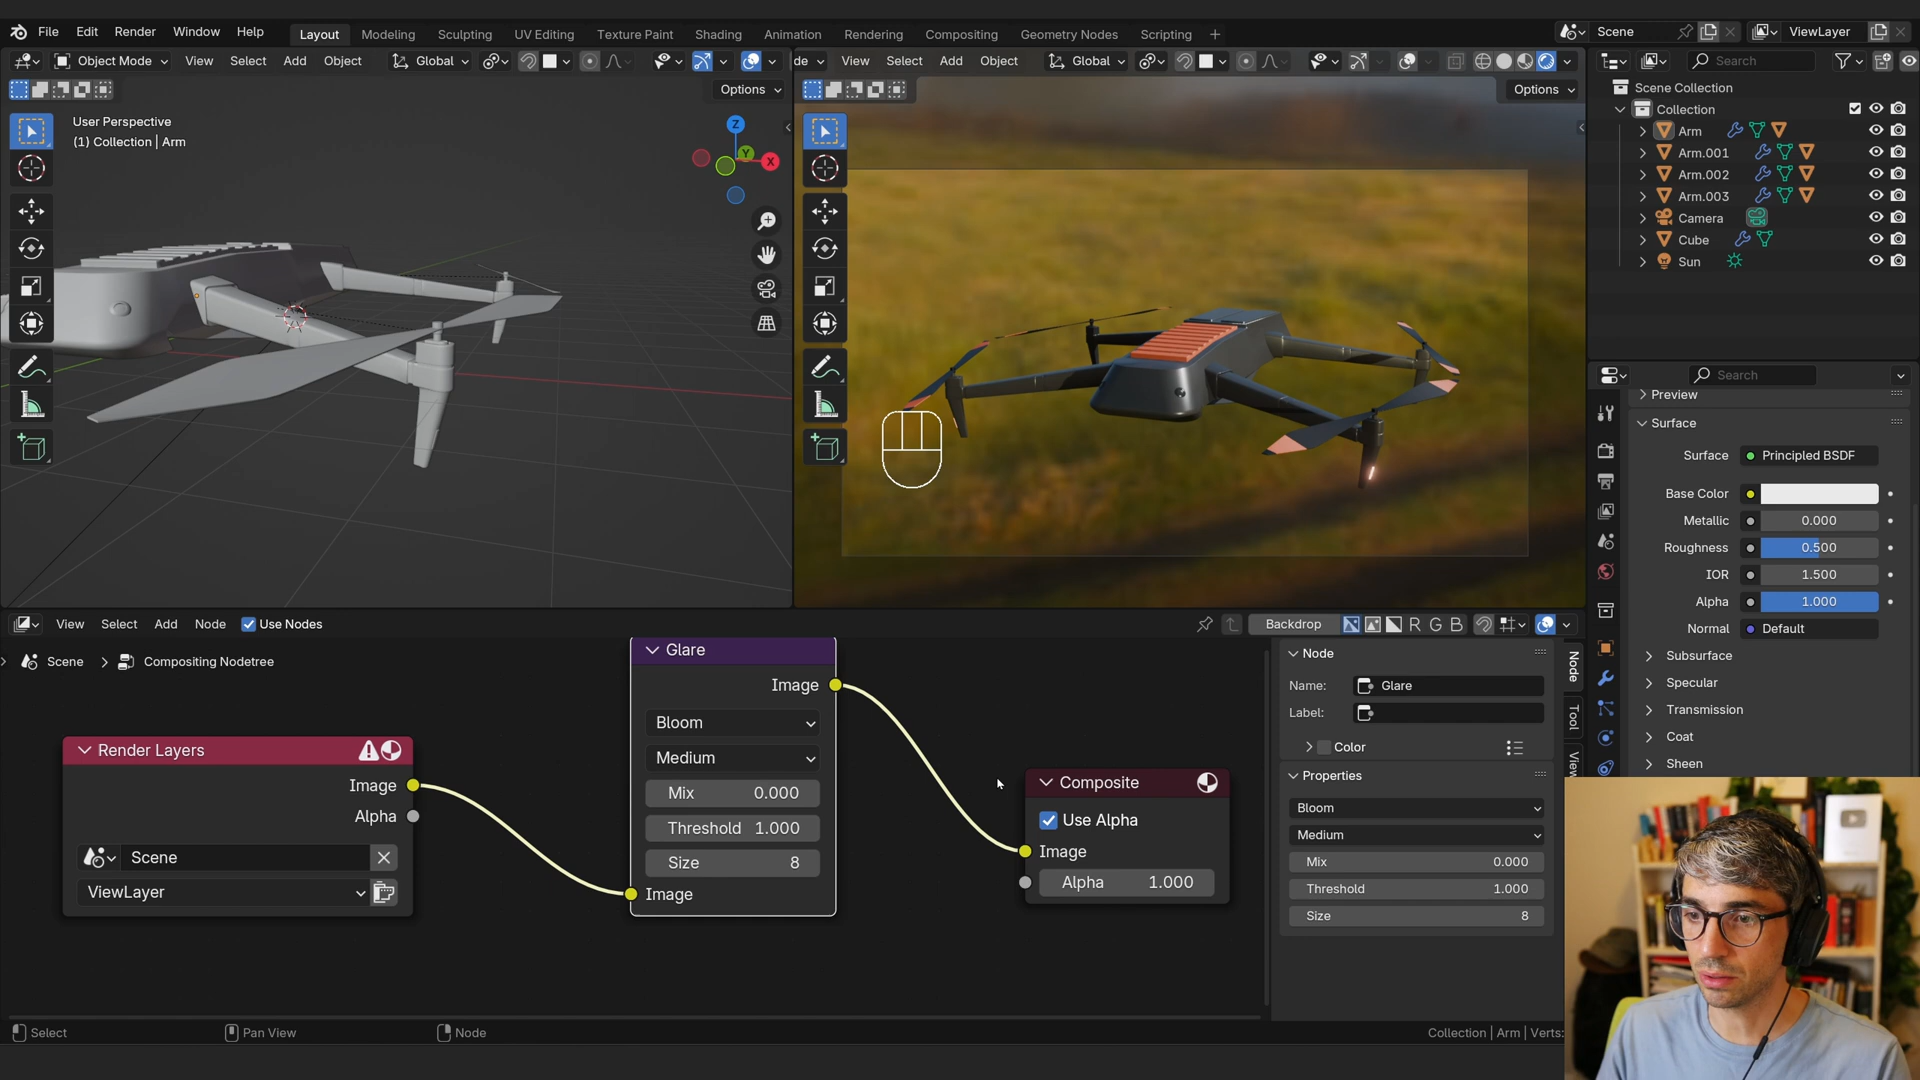 File Edit Render Window Help Layout Modeling Sculpting UV Editing Texture Paint Shading Animation Rendering Compositing Geometry Nodes Scripting Scene ViewLayer
Object Mode View Select Add Object Global
de View Select Add Object Global
Search
Options
Options
Scene Collection
Collection
Arm
Arm.001
Arm.002
Arm.003
Camera
Cube
Sun
User Perspective
(1) Collection | Arm
Z
Y
X
Search
Preview
Surface
Surface Principled BSDF
Base Color
Metallic 0.000
Roughness 0.500
IOR 1.500
Alpha 1.000
Normal Default
Subsurface
Specular
Transmission
Coat
Sheen
View Select Add Node Use Nodes Backdrop R G B
Scene Compositing Nodetree
Render Layers
Image
Alpha
Scene
ViewLayer
Glare
Image
Bloom
Medium
Mix 0.000
Threshold 1.000
Size 8
Image
Composite
Use Alpha
Image
Alpha 1.000
Node
Name: Glare
Label:
Color
Properties
Bloom
Medium
Mix 0.000
Threshold 1.000
Size 8
Node
Tool
View
Select Pan View Node Collection | Arm | Verts: